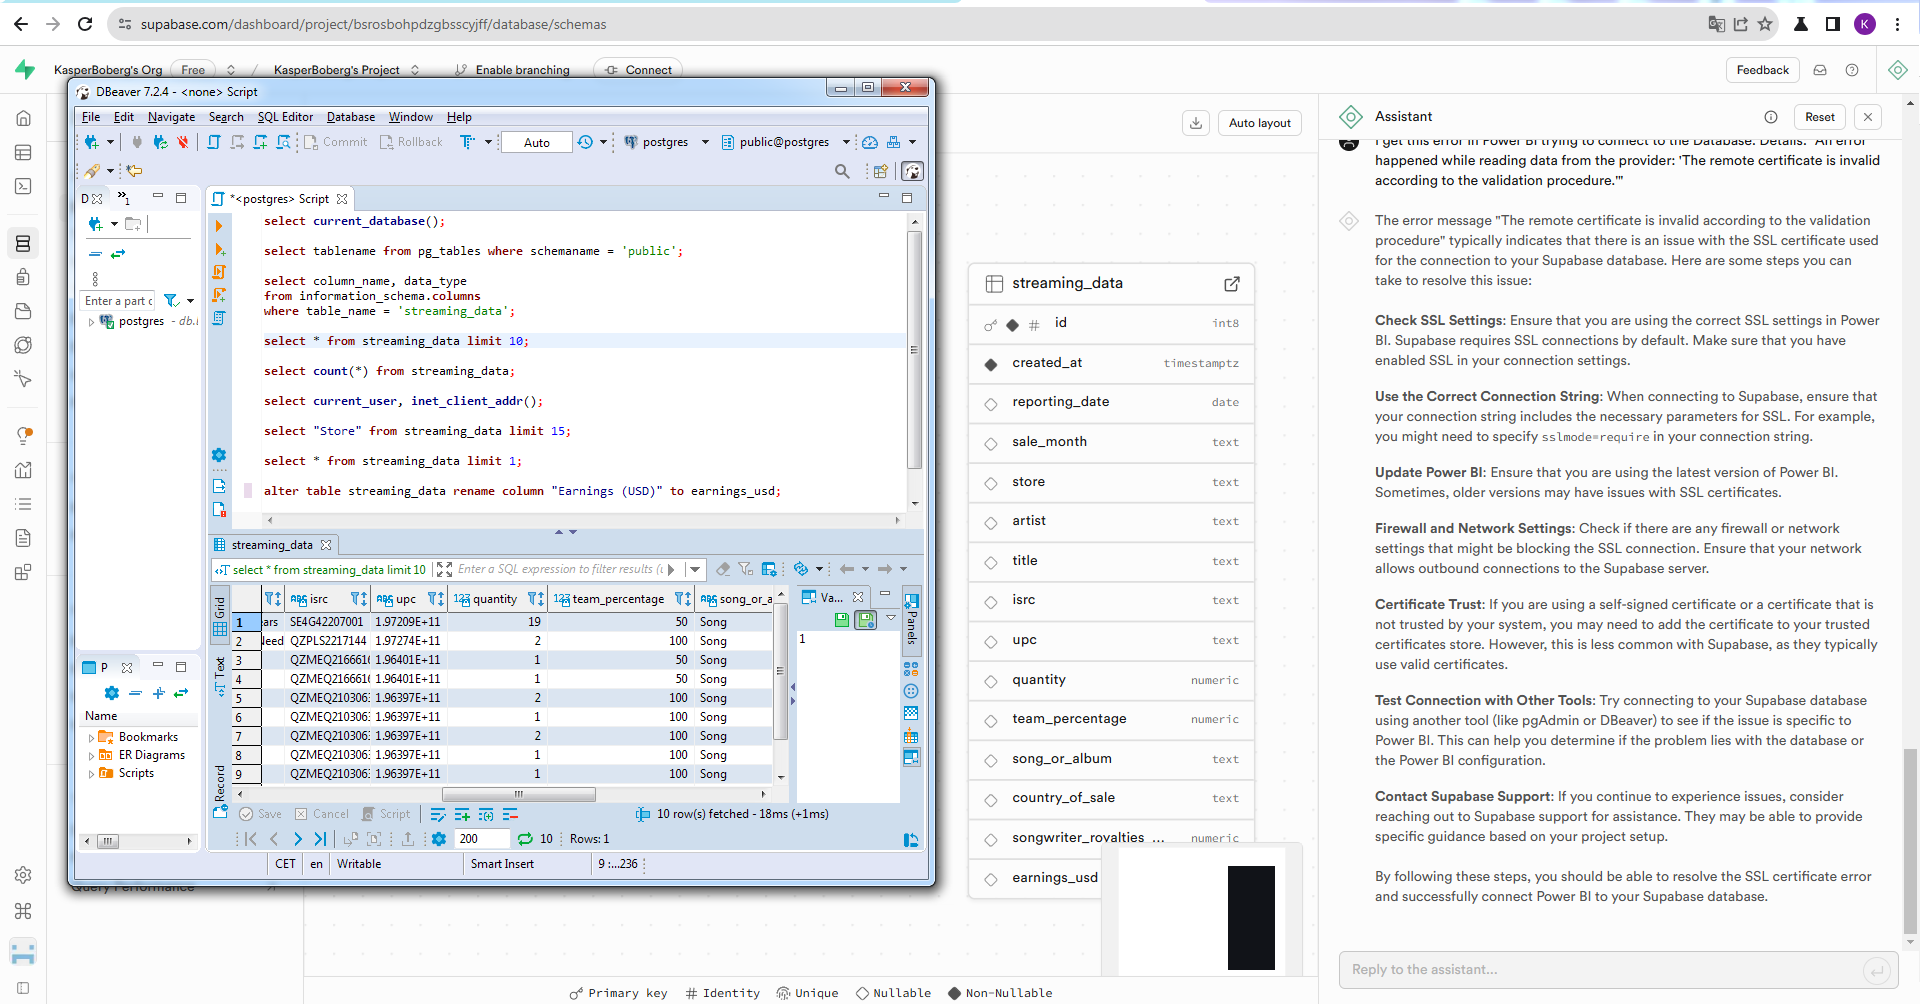 supabase.com/dashboard/project/bsrosbohpdzgbsscyjff/database/schemas
K
KasperBoberg's Org
Free
/
KasperBoberg's Project
Enable branching
Connect
Feedback
DBeaver 7.2.4 - <none> Script
File Edit Navigate Search SQL Editor Database Window Help
Commit Rollback Auto postgres public@postgres
D
*<postgres> Script
select current_database();
select tablename from pg_tables where schemaname = 'public';
select column_name, data_type
from information_schema.columns
where table_name = 'streaming_data';
select * from streaming_data limit 10;
select count(*) from streaming_data;
select current_user, inet_client_addr();
select "Store" from streaming_data limit 15;
select * from streaming_data limit 1;
alter table streaming_data rename column "Earnings (USD)" to earnings_usd;
Enter a part c
postgres - db.
P
Name
Bookmarks
ER Diagrams
Scripts
streaming_data
select * from streaming_data limit 10
Enter a SQL expression to filter results (
Grid
Text
Record
isrc upc quantity team_percentage song_or_a
1 ars SE4G42207001 1.97209E+11 19 50 Song
2 Need QZPLS2217144 1.97274E+11 2 100 Song
3 QZMEQ216661 1.96401E+11 1 50 Song
4 QZMEQ216661 1.96401E+11 1 50 Song
5 QZMEQ210306 1.96397E+11 2 100 Song
6 QZMEQ210306 1.96397E+11 1 100 Song
7 QZMEQ210306 1.96397E+11 2 100 Song
8 QZMEQ210306 1.96397E+11 1 100 Song
9 QZMEQ210306 1.96397E+11 1 100 Song
Va...
1
Panels
Save Cancel Script
10 row(s) fetched - 18ms (+1ms)
200 10 Rows: 1
CET en Writable Smart Insert 9 :...236
Query Performance
Auto layout
streaming_data
id int8
created_at timestamptz
reporting_date date
sale_month text
store text
artist text
title text
isrc text
upc text
quantity numeric
team_percentage numeric
song_or_album text
country_of_sale text
songwriter_royalties ... numeric
earnings_usd
Primary key Identity Unique Nullable Non-Nullable
Assistant
Reset
I get this error in Power BI trying to connect to the Database: Details: "An error
happened while reading data from the provider: 'The remote certificate is invalid
according to the validation procedure.'"
The error message "The remote certificate is invalid according to the validation
procedure" typically indicates that there is an issue with the SSL certificate used
for the connection to your Supabase database. Here are some steps you can
take to resolve this issue:
Check SSL Settings: Ensure that you are using the correct SSL settings in Power
BI. Supabase requires SSL connections by default. Make sure that you have
enabled SSL in your connection settings.
Use the Correct Connection String: When connecting to Supabase, ensure that
your connection string includes the necessary parameters for SSL. For example,
you might need to specify sslmode=require in your connection string.
Update Power BI: Ensure that you are using the latest version of Power BI.
Sometimes, older versions may have issues with SSL certificates.
Firewall and Network Settings: Check if there are any firewall or network
settings that might be blocking the SSL connection. Ensure that your network
allows outbound connections to the Supabase server.
Certificate Trust: If you are using a self-signed certificate or a certificate that is
not trusted by your system, you may need to add the certificate to your trusted
certificates store. However, this is less common with Supabase, as they typically
use valid certificates.
Test Connection with Other Tools: Try connecting to your Supabase database
using another tool (like pgAdmin or DBeaver) to see if the issue is specific to
Power BI. This can help you determine if the problem lies with the database or
the Power BI configuration.
Contact Supabase Support: If you continue to experience issues, consider
reaching out to Supabase support for assistance. They may be able to provide
specific guidance based on your project setup.
By following these steps, you should be able to resolve the SSL certificate error
and successfully connect Power BI to your Supabase database.
Reply to the assistant...